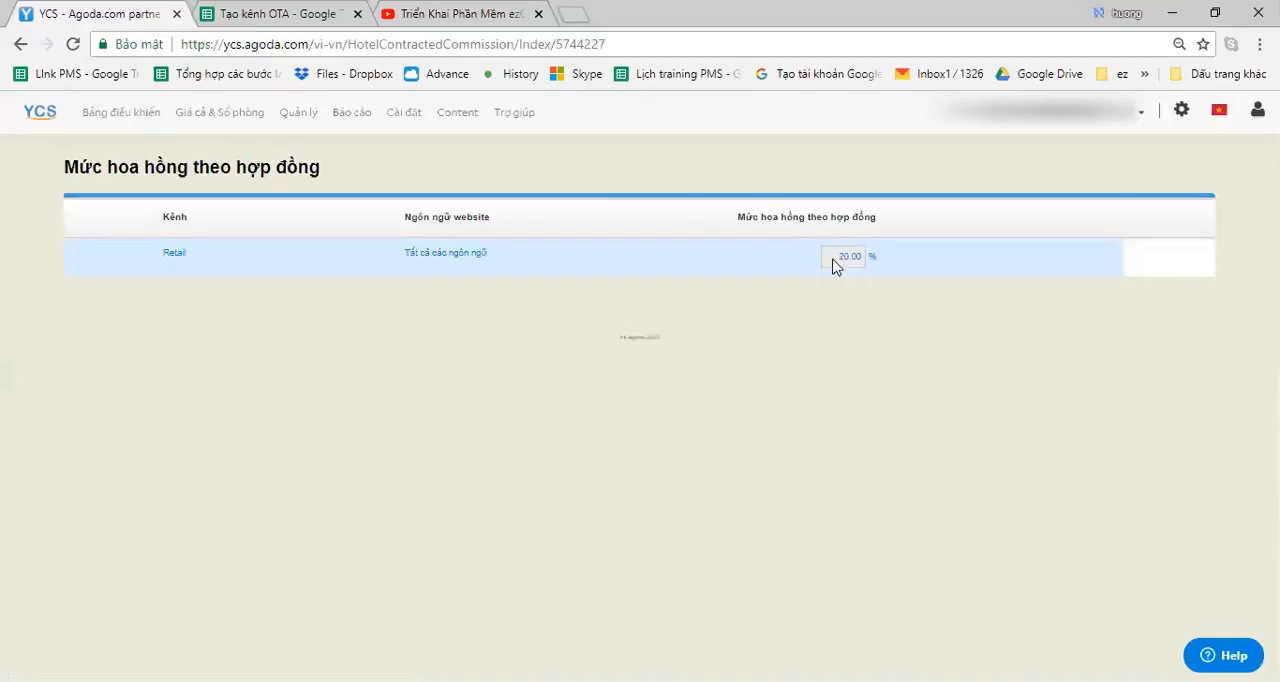 YCS - Agoda.com partne
Tạo kênh OTA - Google
Triển Khai Phần Mềm ez
huong
Bảo mật
https://ycs.agoda.com/vi-vn/HotelContractedCommission/Index/5744227
LInk PMS - Google
Tổng hợp các bước
Files - Dropbox
Advance
History
Skype
Lịch training PMS -
Tạo tài khoản Google
Inbox1/1326
Google Drive
ez
»
Dấu trang khác
YCS
Bảng điều khiển
Giá cả & Số phòng
Quản lý
Báo cáo
Cài đặt
Content
Trợ giúp
Mức hoa hồng theo hợp đồng
Kênh
Ngôn ngữ website
Mức hoa hồng theo hợp đồng
Retail
Tất cả các ngôn ngữ
20.00 %
Help